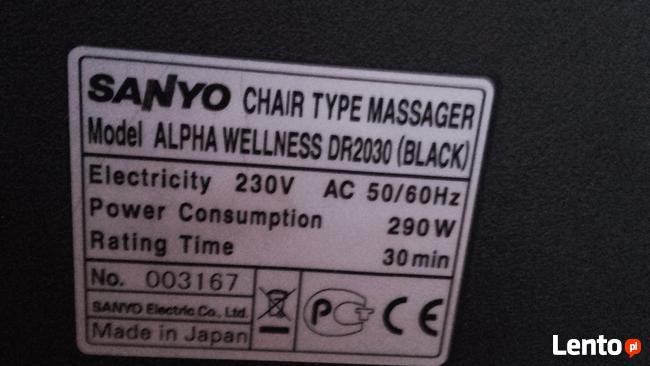 SANYO CHAIR TYPE MASSAGER
Model ALPHA WELLNESS DR2030 (BLACK)
Electricity 230V AC 50/60Hz
Power Consumption 290W
Rating Time 30min
No. 003167
SANYO Electric Co., Ltd.
Made in Japan
PCT CE
Lento.pl